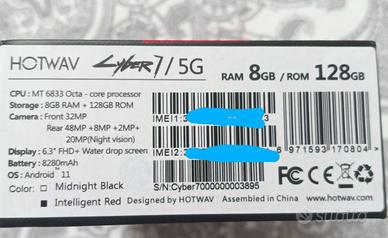 HOTWAV CYBER 7/5G RAM 8GB / ROM 128GB
CPU : MT 6833 Octa - core processor
Storage : 8GB RAM + 128GB ROM
Camera : Front 32MP
Rear 48MP +8MP +2MP+
20MP(Night vision)
Display : 6.3" FHD+ Water drop screen
Battery : 8280mAh
OS : Android™ 11
Color : Midnight Black
Intelligent Red
IMEI1:3 3
IMEI2:3
S/N:Cyber7000000003895
6 971593 170804 >
FC CE
Designed by HOTWAV Assembled in China
subito